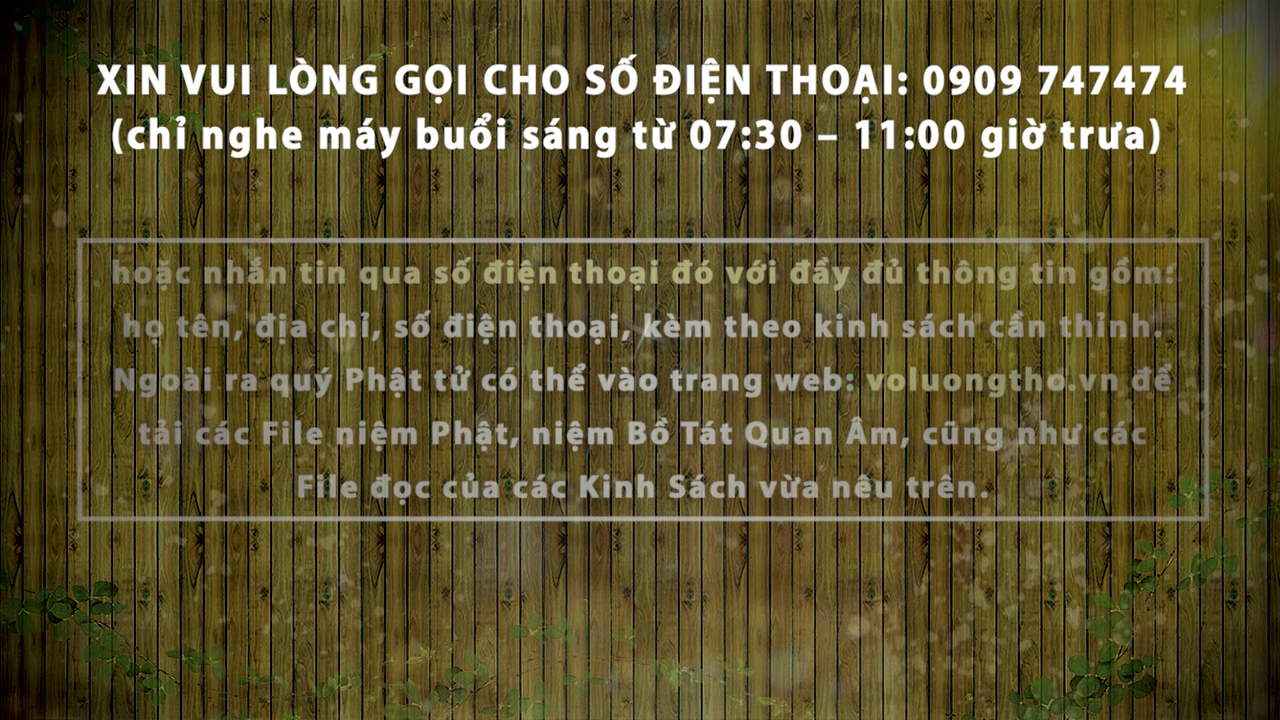 XIN VUI LÒNG GỌI CHO SỐ ĐIỆN THOẠI: 0909 747474
(chỉ nghe máy buổi sáng từ 07:30 – 11:00 giờ trưa)
hoặc nhắn tin qua số điện thoại đó với đầy đủ thông tin gồm:
họ tên, địa chỉ, số điện thoại, kèm theo kinh sách cần thỉnh.
Ngoài ra quý Phật tử có thể vào trang web: voluongtho.vn để
tải các File niệm Phật, niệm Bồ Tát Quan Âm, cũng như các
File đọc của các Kinh Sách vừa nêu trên.